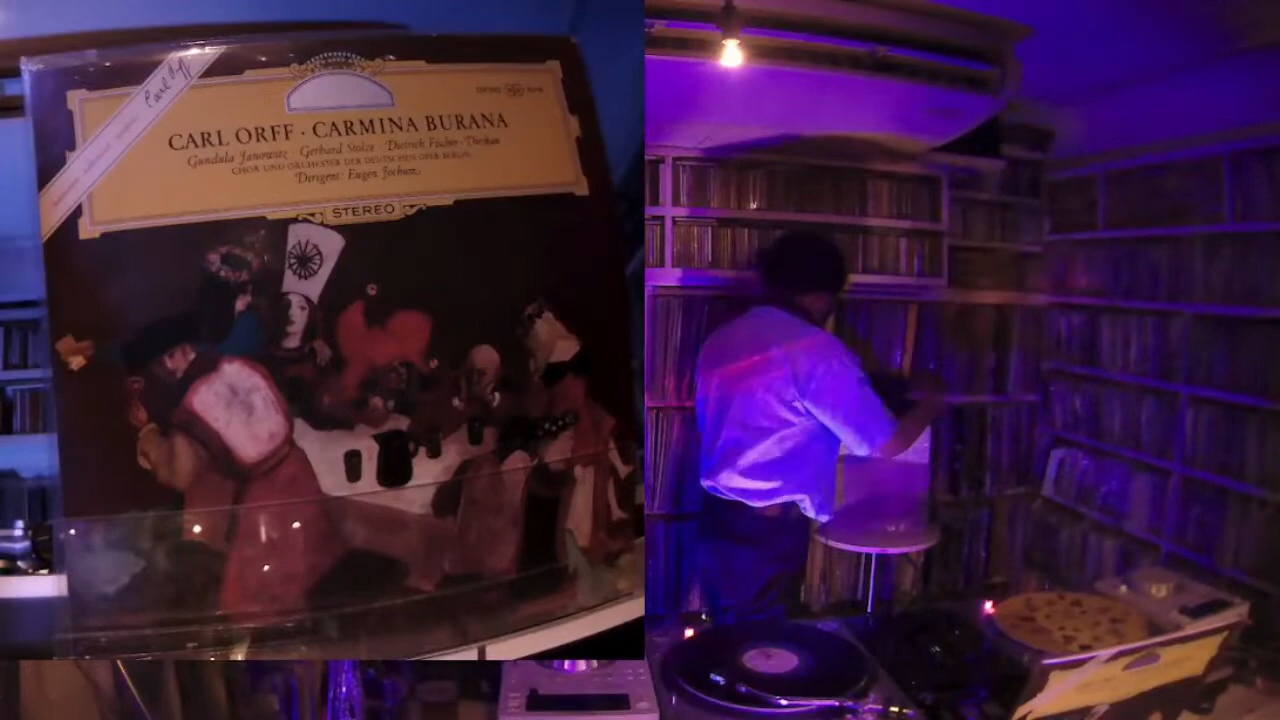 Carl Orff
CARL ORFF · CARMINA BURANA
Gundula Janowitz · Gerhard Stolze · Dietrich Fischer-Dieskau
CHOR UND ORCHESTER DER DEUTSCHEN OPER BERLIN
Dirigent: Eugen Jochum
STEREO